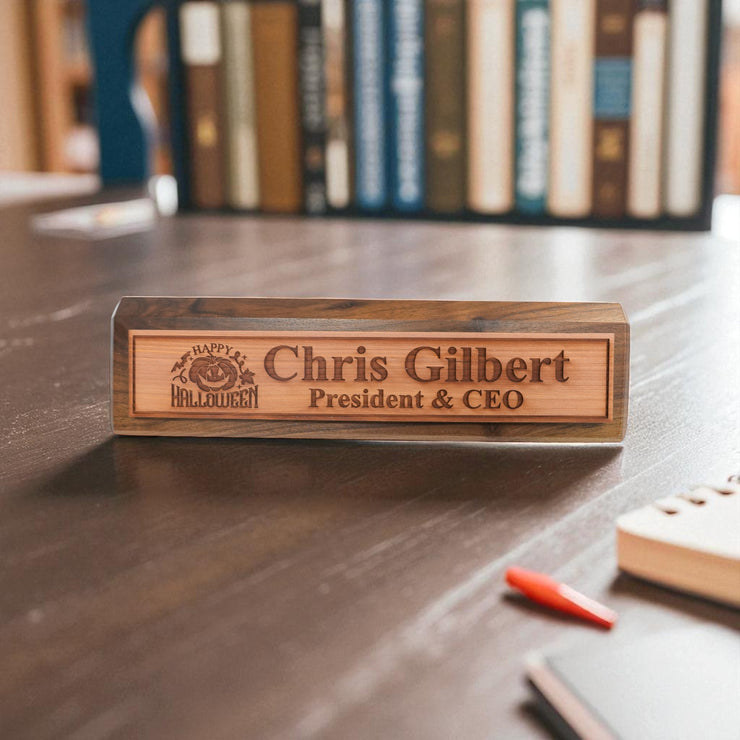 HAPPY
HALLOWEEN
Chris Gilbert
President & CEO